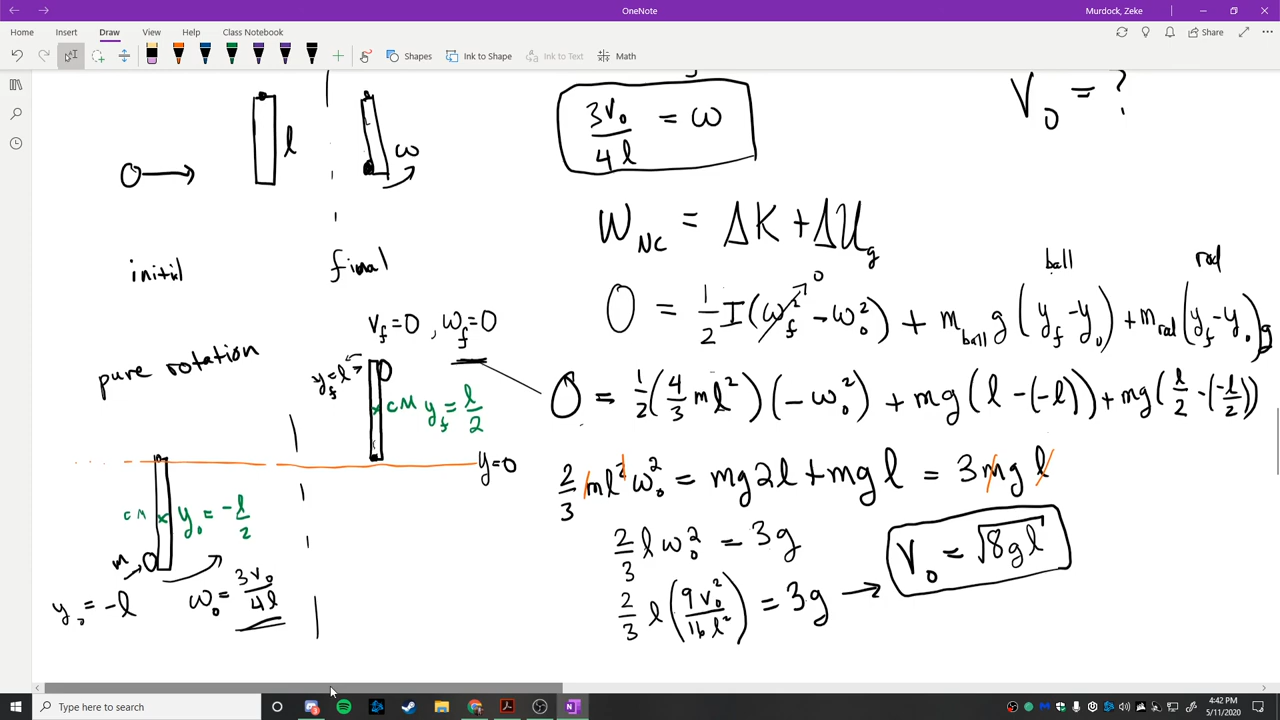 OneNote
Murdock, Zeke
Home Insert Draw View Help Class Notebook
Share
Shapes Ink to Shape Ink to Text Math
l
ω
3v₀/4l = ω
V₀ = ?
W_NC = ΔK + ΔU_g
initial
final
ball
rod
0
0 = 1/2 I(ω_f² - ω₀²) + m_ball g (y_f - y₀) + m_rod (y_f - y₀) g
v_f = 0 , ω_f = 0
pure rotation
y_f = l
CM y_f = l/2
0 = 1/2 (4/3 ml²) (-ω₀²) + mg (l - (-l)) + mg (l/2 - (-l/2))
y = 0
2/3 ml² ω₀² = mg2l + mgl = 3mgl
CM y₀ = -l/2
2/3 l ω₀² = 3g
V₀ = √8gl
m
y₀ = -l
ω₀ = 3v₀/4l
2/3 l (9v₀²/16l²) = 3g
Type here to search
4:42 PM
5/11/2020